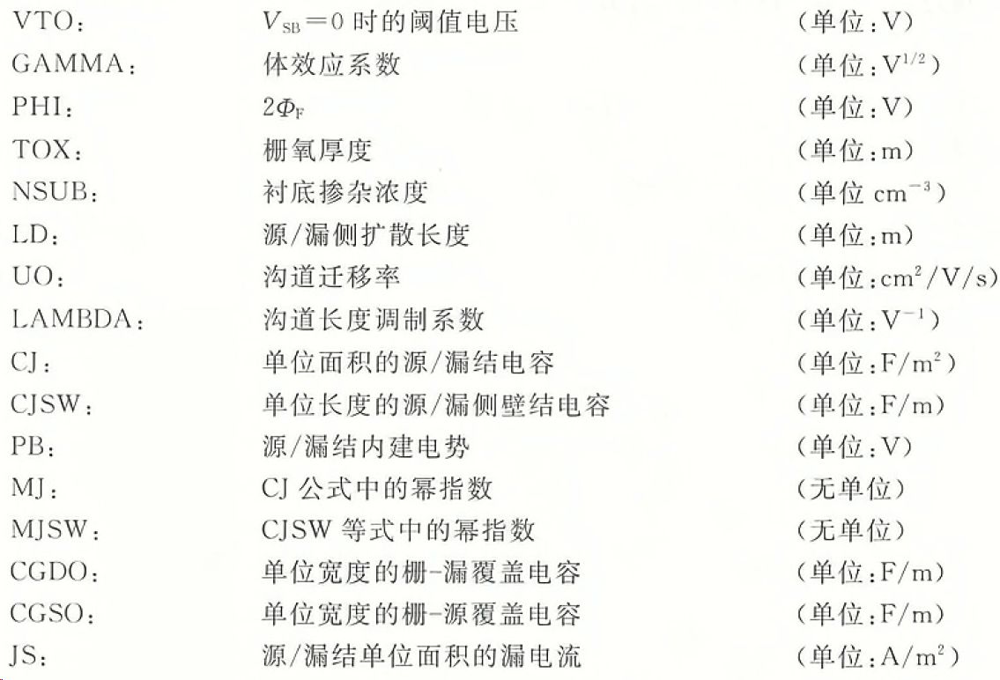 VTO: V_SB=0 时的阈值电压 (单位:V)
GAMMA: 体效应系数 (单位:V^1/2)
PHI: 2Φ_F (单位:V)
TOX: 栅氧厚度 (单位:m)
NSUB: 衬底掺杂浓度 (单位 cm⁻³)
LD: 源/漏侧扩散长度 (单位:m)
UO: 沟道迁移率 (单位:cm²/V/s)
LAMBDA: 沟道长度调制系数 (单位:V⁻¹)
CJ: 单位面积的源/漏结电容 (单位:F/m²)
CJSW: 单位长度的源/漏侧壁结电容 (单位:F/m)
PB: 源/漏结内建电势 (单位:V)
MJ: CJ 公式中的幂指数 (无单位)
MJSW: CJSW 等式中的幂指数 (无单位)
CGDO: 单位宽度的栅-漏覆盖电容 (单位:F/m)
CGSO: 单位宽度的栅-源覆盖电容 (单位:F/m)
JS: 源/漏结单位面积的漏电流 (单位:A/m²)